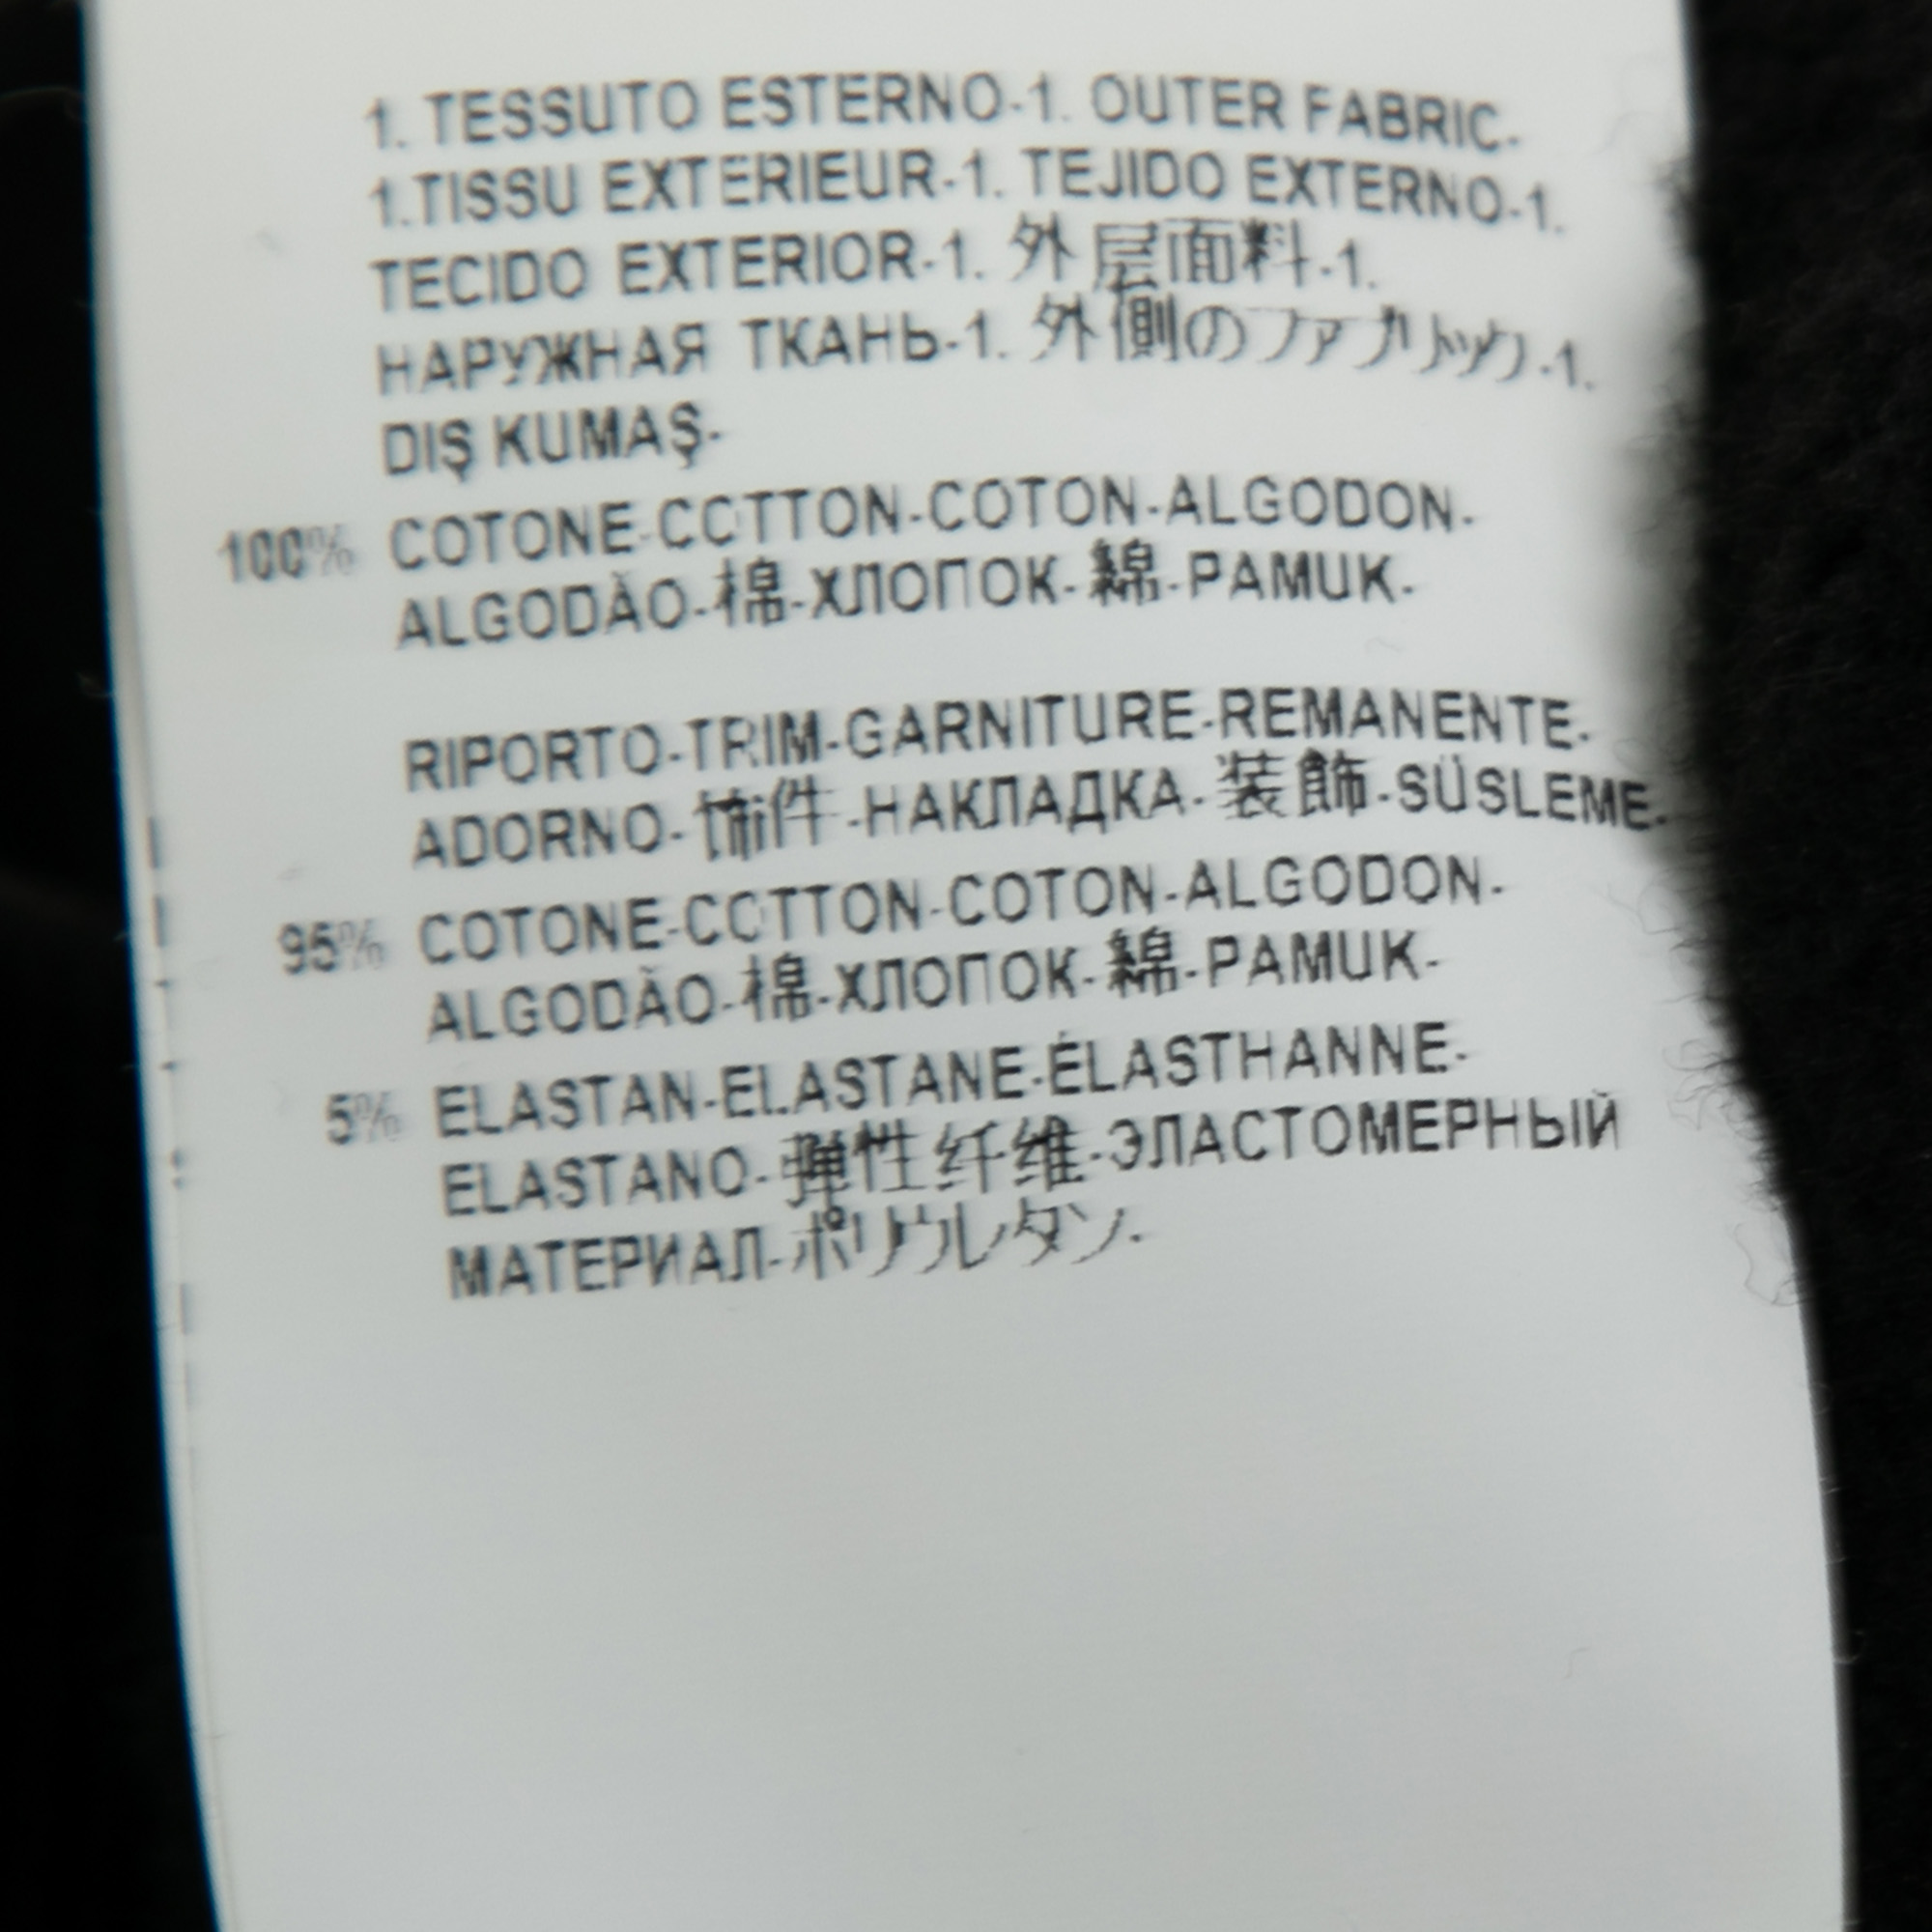 1. TESSUTO ESTERNO-1. OUTER FABRIC-
1.TISSU EXTERIEUR-1. TEJIDO EXTERNO-1.
TECIDO EXTERIOR-1. 外层面料-1.
НАРУЖНАЯ ТКАНЬ-1. 外側のファブリック-1.
DIŞ KUMAŞ-
100% COTONE-COTTON-COTON-ALGODON-
ALGODÃO-棉-ХЛОПОК-綿-PAMUK-
RIPORTO-TRIM-GARNITURE-REMANENTE-
ADORNO-饰件-НАКЛАДКА-装飾-SÜSLEME-
95% COTONE-COTTON-COTON-ALGODON-
ALGODÃO-棉-ХЛОПОК-綿-PAMUK-
5% ELASTAN-ELASTANE-ÉLASTHANNE-
ELASTANO-弹性纤维-ЭЛАСТОМЕРНЫЙ
МАТЕРИАЛ-ポリウレタン-